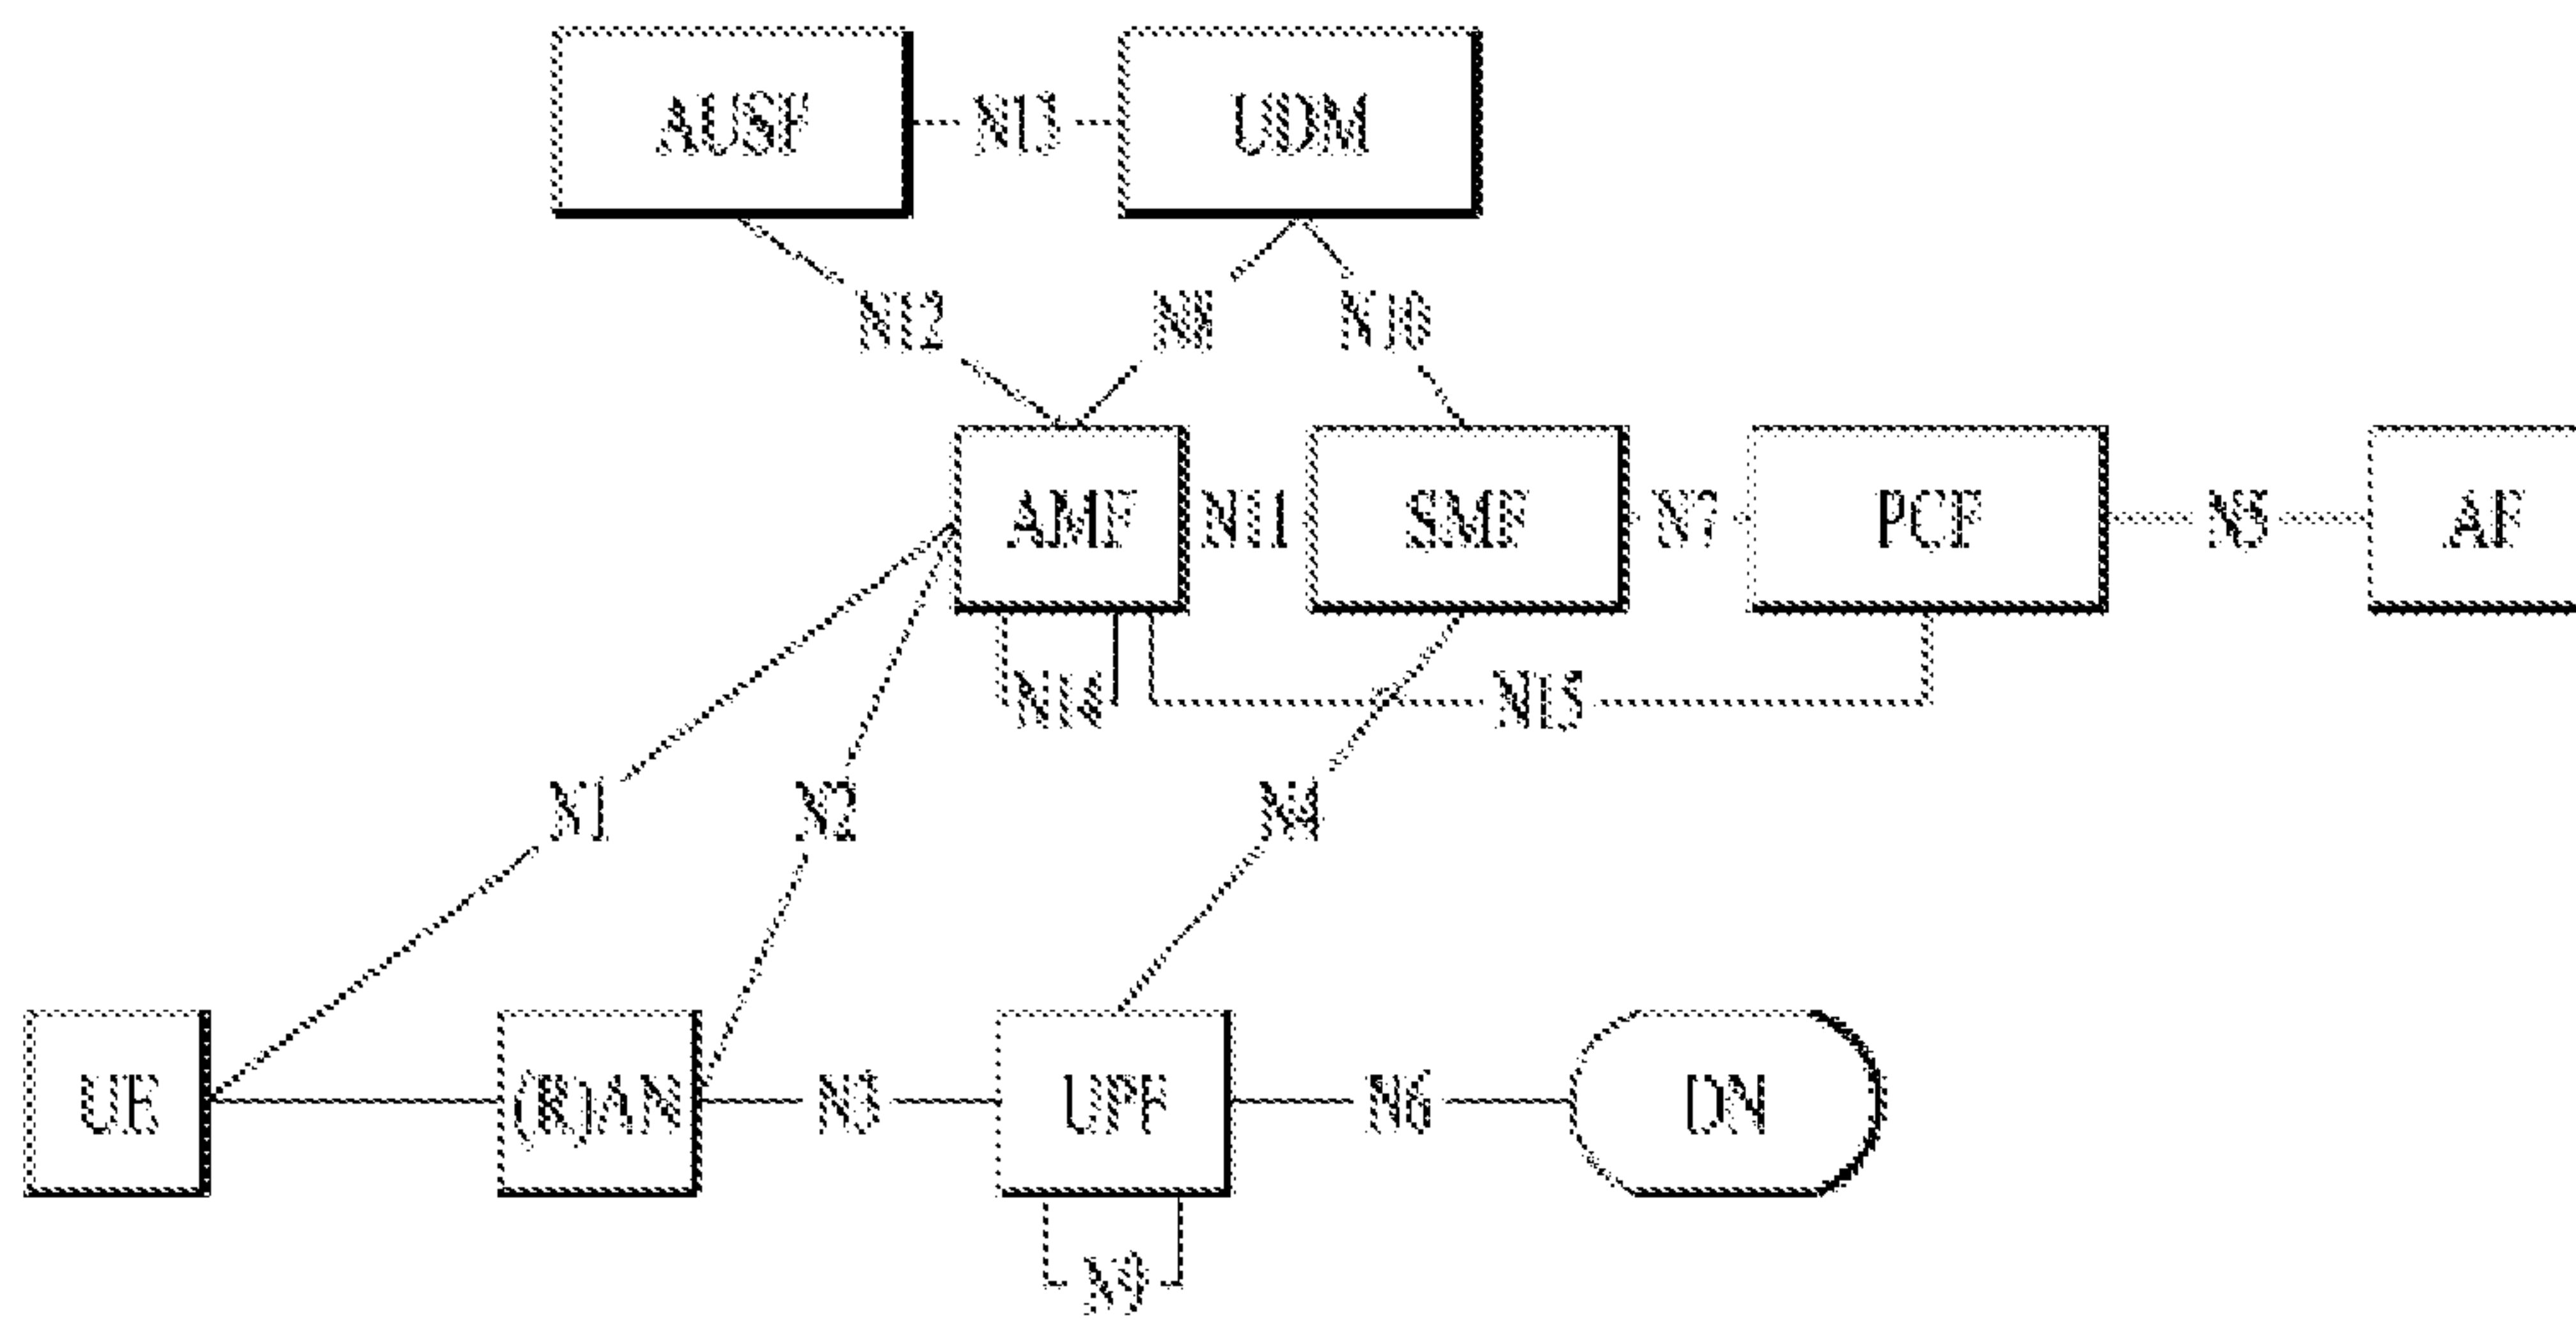 AUSF N13 UDM
N12 N8 N10
AMF N11 SMF N7 PCF N5 AF
N14 N15
N1 N2 N4
UE (R)AN N3 UPF N6 DN
N9